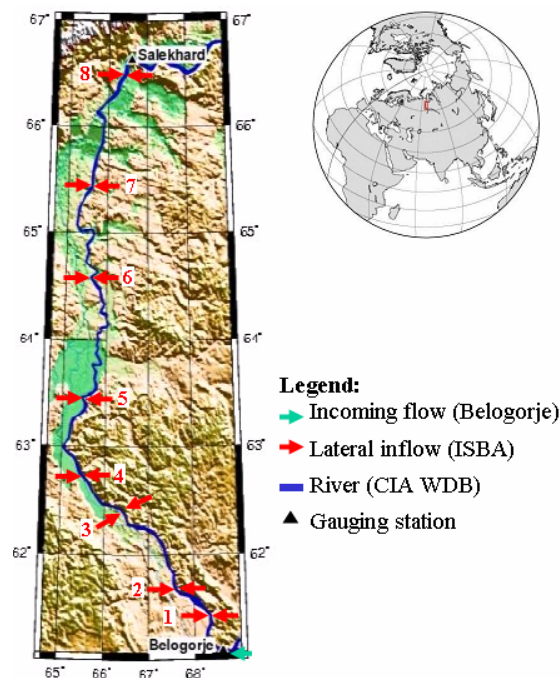 67°
67°
Salekhard
8
66°
66°
7
65°
65°
6
64°
64°
5
63°
63°
4
3
62°
62°
2
1
Belogorje
65° 66° 67° 68°
Legend:
Incoming flow (Belogorje)
Lateral inflow (ISBA)
River (CIA WDB)
Gauging station